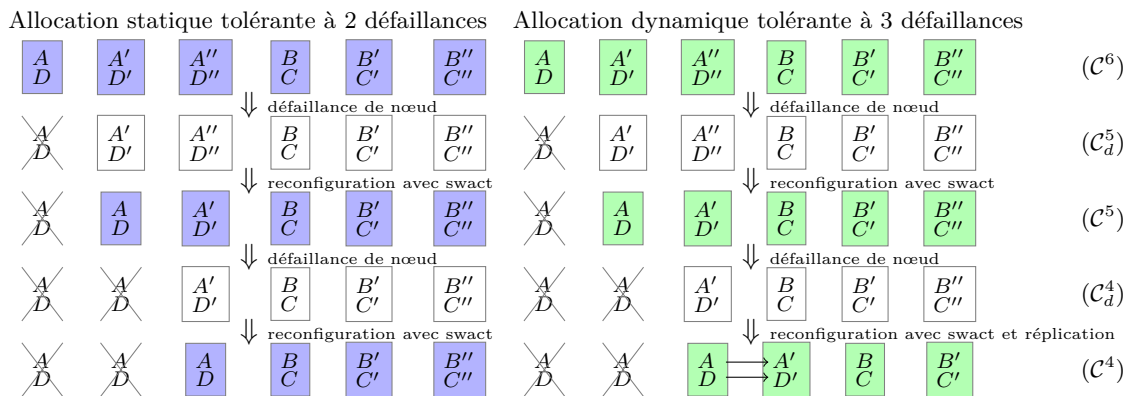 Allocation statique tolérante à 2 défaillances Allocation dynamique tolérante à 3 défaillances
A A′ A′′ B B′ B′′ A A′ A′′ B B′ B′′
D D′ D′′ C C′ C′′ D D′ D′′ C C′ C′′ (𝒞⁶)
⇓ défaillance de nœud ⇓ défaillance de nœud
A A′ A′′ B B′ B′′ A A′ A′′ B B′ B′′
D D′ D′′ C C′ C′′ D D′ D′′ C C′ C′′ (𝒞⁵_d)
⇓ reconfiguration avec swact ⇓ reconfiguration avec swact
A A A′ B B′ B′′ A A A′ B B′ B′′
D D D′ C C′ C′′ D D D′ C C′ C′′ (𝒞⁵)
⇓ défaillance de nœud ⇓ défaillance de nœud
A A A′ B B′ B′′ A A A′ B B′ B′′
D D D′ C C′ C′′ D D D′ C C′ C′′ (𝒞⁴_d)
⇓ reconfiguration avec swact ⇓ reconfiguration avec swact et réplication
A A A B B′ B′′ A A A → A′ B B′
D D D C C′ C′′ D D D → D′ C C′ (𝒞⁴)